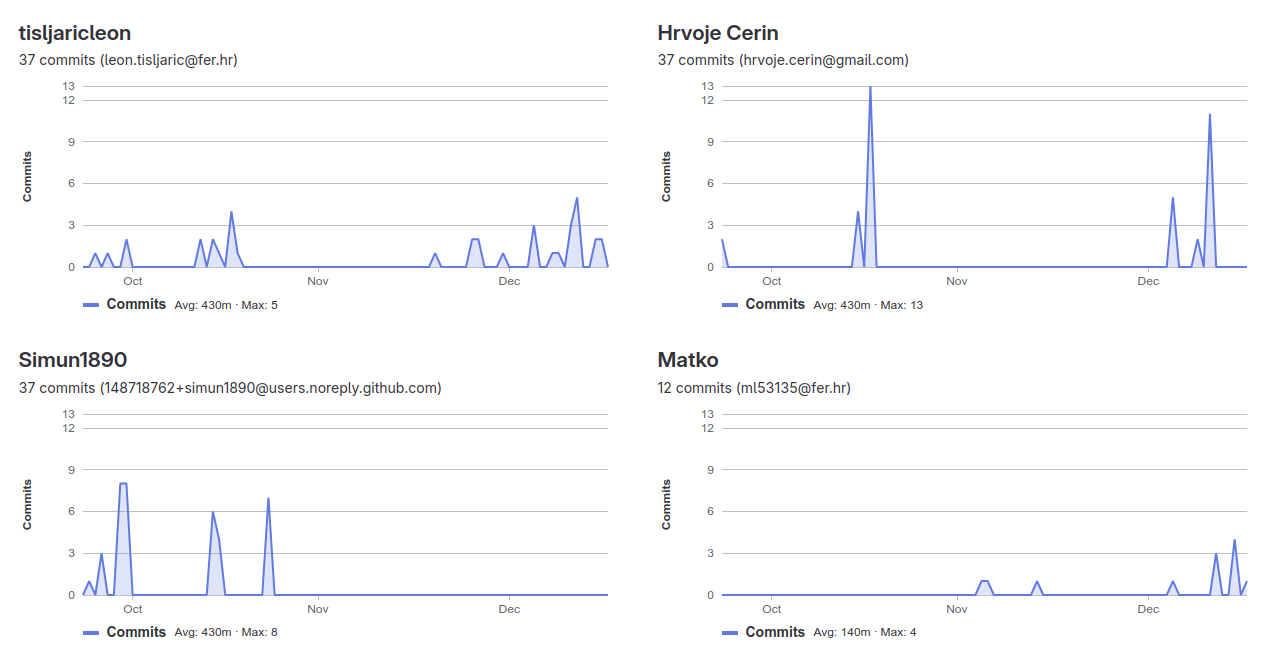 tisljaricleon
37 commits (leon.tisljaric@fer.hr)
13
12
9
6
3
0
Commits
Oct Nov Dec
Commits Avg: 430m · Max: 5
Hrvoje Cerin
37 commits (hrvoje.cerin@gmail.com)
13
12
9
6
3
0
Commits
Oct Nov Dec
Commits Avg: 430m · Max: 13
Simun1890
37 commits (148718762+simun1890@users.noreply.github.com)
13
12
9
6
3
0
Commits
Oct Nov Dec
Commits Avg: 430m · Max: 8
Matko
12 commits (ml53135@fer.hr)
13
12
9
6
3
0
Commits
Oct Nov Dec
Commits Avg: 140m · Max: 4